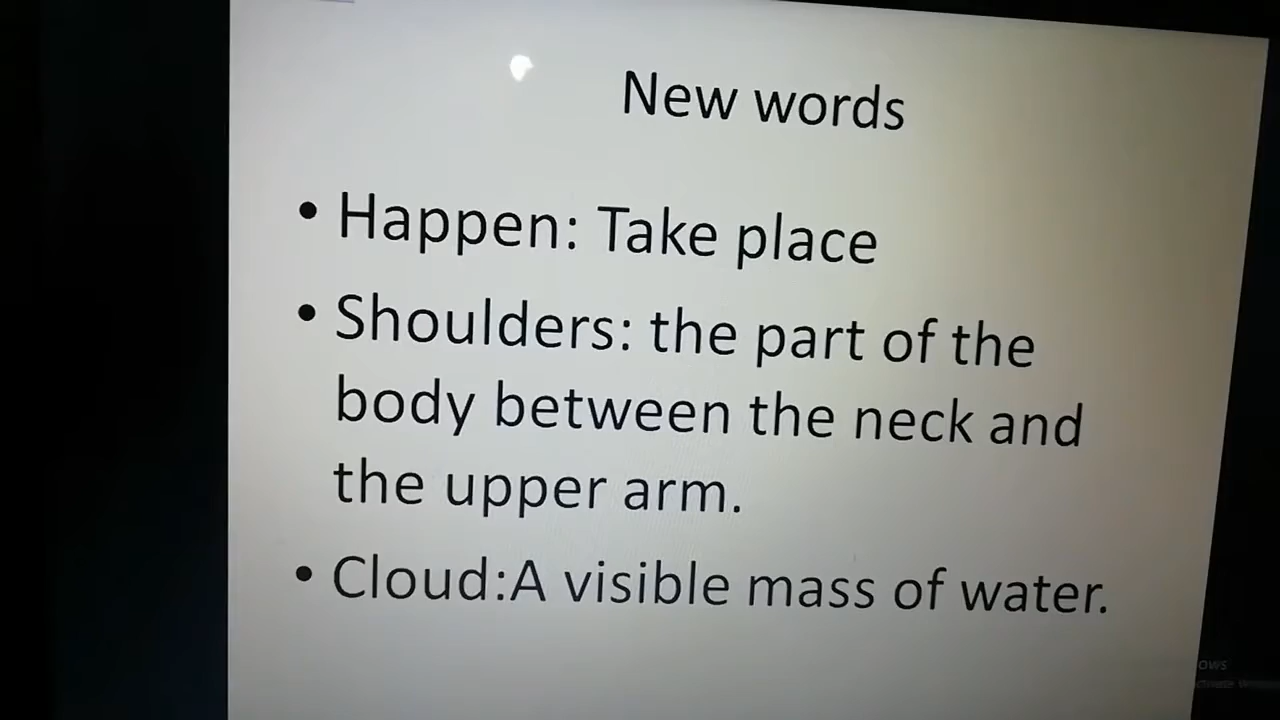 New words
• Happen: Take place
• Shoulders: the part of the
body between the neck and
the upper arm.
• Cloud:A visible mass of water.
ows